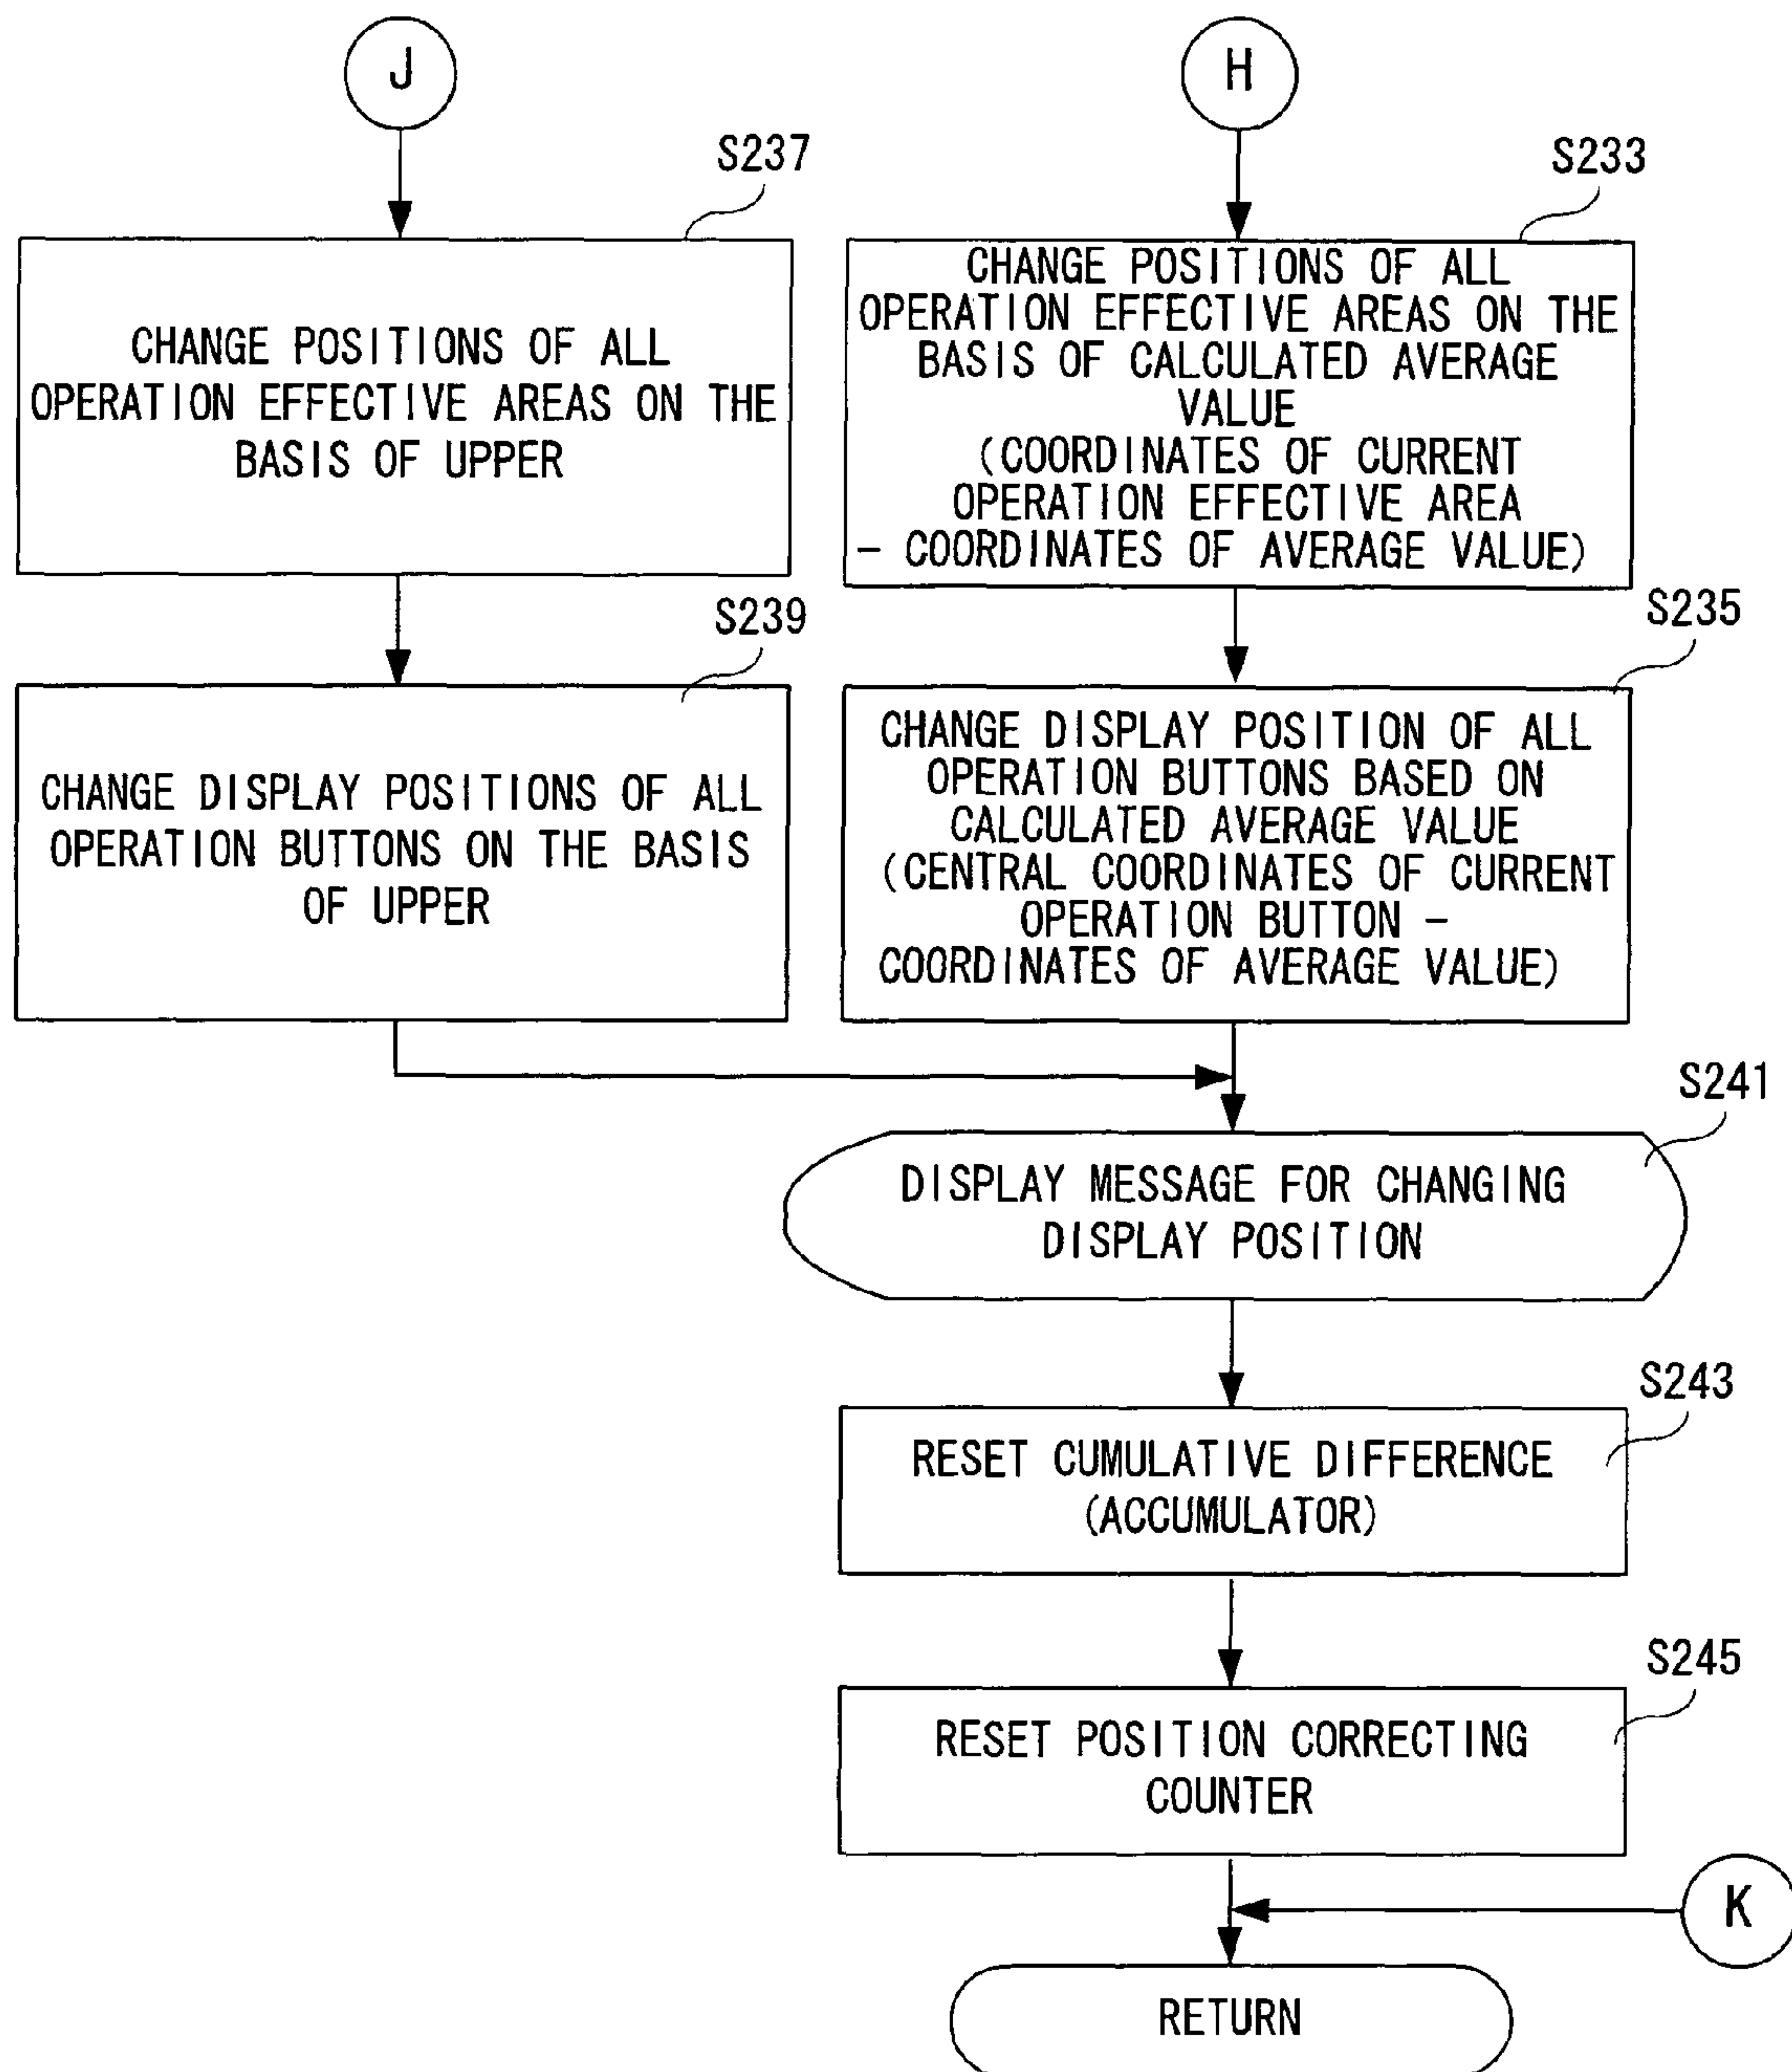 J
S237
CHANGE POSITIONS OF ALL
OPERATION EFFECTIVE AREAS ON THE
BASIS OF UPPER
S239
CHANGE DISPLAY POSITIONS OF ALL
OPERATION BUTTONS ON THE BASIS
OF UPPER
H
S233
CHANGE POSITIONS OF ALL
OPERATION EFFECTIVE AREAS ON THE
BASIS OF CALCULATED AVERAGE
VALUE
(COORDINATES OF CURRENT
OPERATION EFFECTIVE AREA
- COORDINATES OF AVERAGE VALUE)
S235
CHANGE DISPLAY POSITION OF ALL
OPERATION BUTTONS BASED ON
CALCULATED AVERAGE VALUE
(CENTRAL COORDINATES OF CURRENT
OPERATION BUTTON -
COORDINATES OF AVERAGE VALUE)
S241
DISPLAY MESSAGE FOR CHANGING
DISPLAY POSITION
S243
RESET CUMULATIVE DIFFERENCE
(ACCUMULATOR)
S245
RESET POSITION CORRECTING
COUNTER
K
RETURN